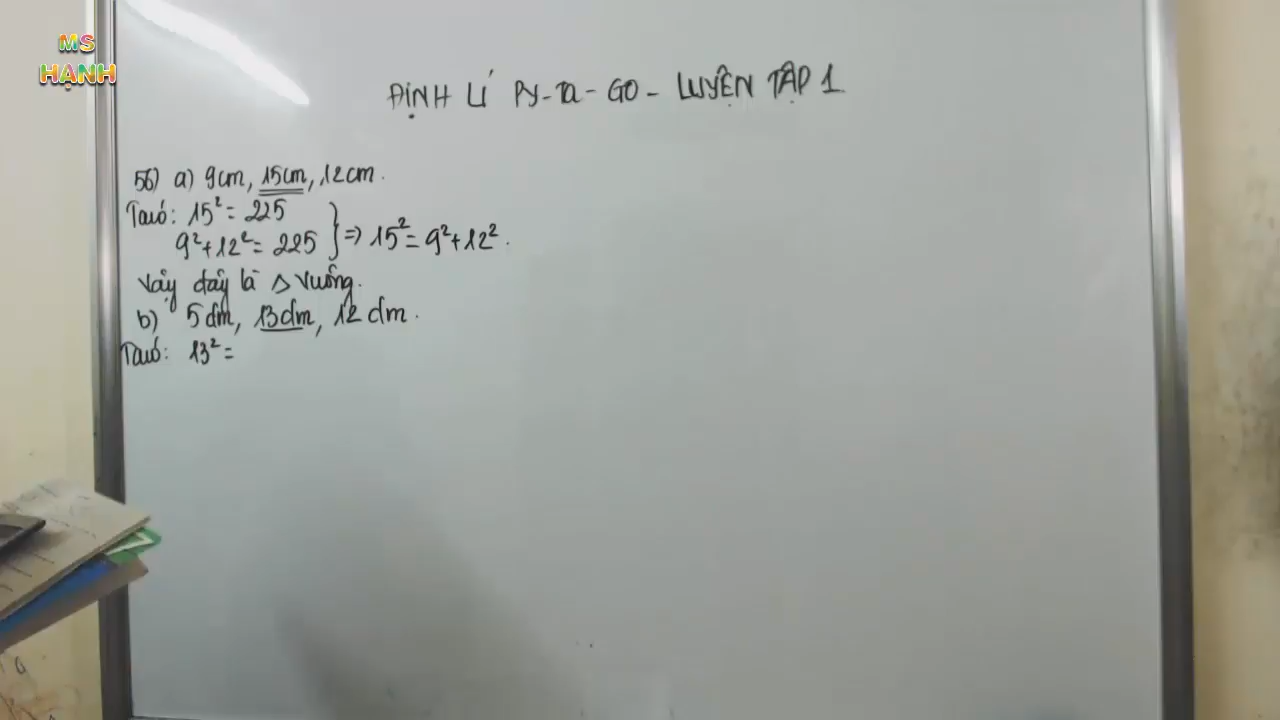 MS
HẠNH
ĐỊNH LÍ PY-TA-GO - LUYỆN TẬP 1
56) a) 9cm, 15cm, 12cm.
Ta có: 15² = 225
9² + 12² = 225 } => 15² = 9² + 12².
Vậy đây là △ vuông.
b) 5dm, 13dm, 12dm.
Ta có: 13² =